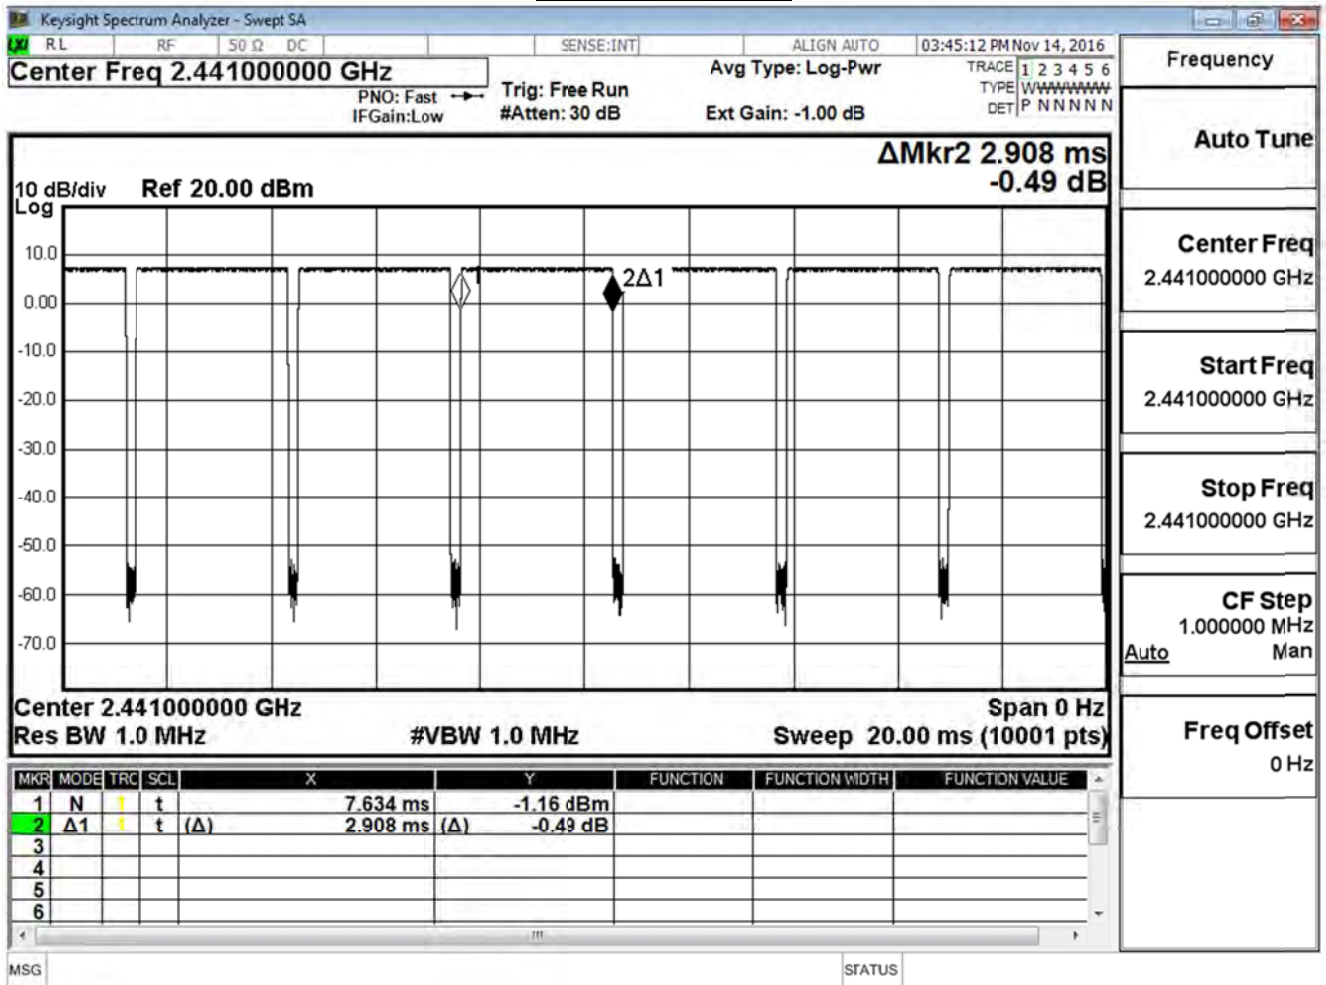 Keysight Spectrum Analyzer - Swept SA
LXI RL RF 50 Ω DC SENSE:INT ALIGN AUTO 03:45:12 PM Nov 14, 2016
Center Freq 2.441000000 GHz
PNO: Fast
IFGain:Low
Trig: Free Run
#Atten: 30 dB
Avg Type: Log-Pwr
Ext Gain: -1.00 dB
TRACE 1 2 3 4 5 6
TYPE WWWWWW
DET P N N N N N
ΔMkr2 2.908 ms
-0.49 dB
10 dB/div Ref 20.00 dBm
Log
10.0
0.00
-10.0
-20.0
-30.0
-40.0
-50.0
-60.0
-70.0
1
2Δ1
Center 2.441000000 GHz Span 0 Hz
Res BW 1.0 MHz #VBW 1.0 MHz Sweep 20.00 ms (10001 pts)
MKR MODE TRC SCL X Y FUNCTION FUNCTION WIDTH FUNCTION VALUE
1 N 1 t 7.634 ms -1.16 dBm
2 Δ1 1 t (Δ) 2.908 ms (Δ) -0.49 dB
3
4
5
6
MSG STATUS
Frequency
Auto Tune
Center Freq
2.441000000 GHz
Start Freq
2.441000000 GHz
Stop Freq
2.441000000 GHz
CF Step
1.000000 MHz
Auto Man
Freq Offset
0 Hz